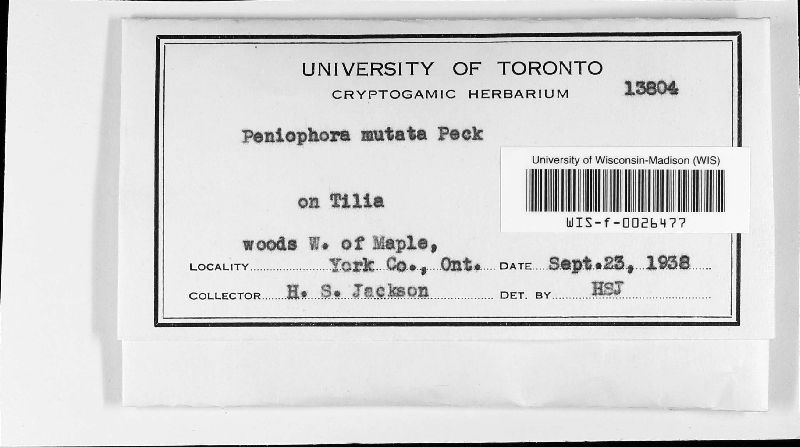 UNIVERSITY OF TORONTO
CRYPTOGAMIC HERBARIUM
13804
Peniophora mutata Peck
University of Wisconsin-Madison (WIS)
WIS-f-0026477
on Tilia
woods W. of Maple,
LOCALITY York Co., Ont. DATE Sept.23, 1938
COLLECTOR H. S. Jackson DET. BY HSJ